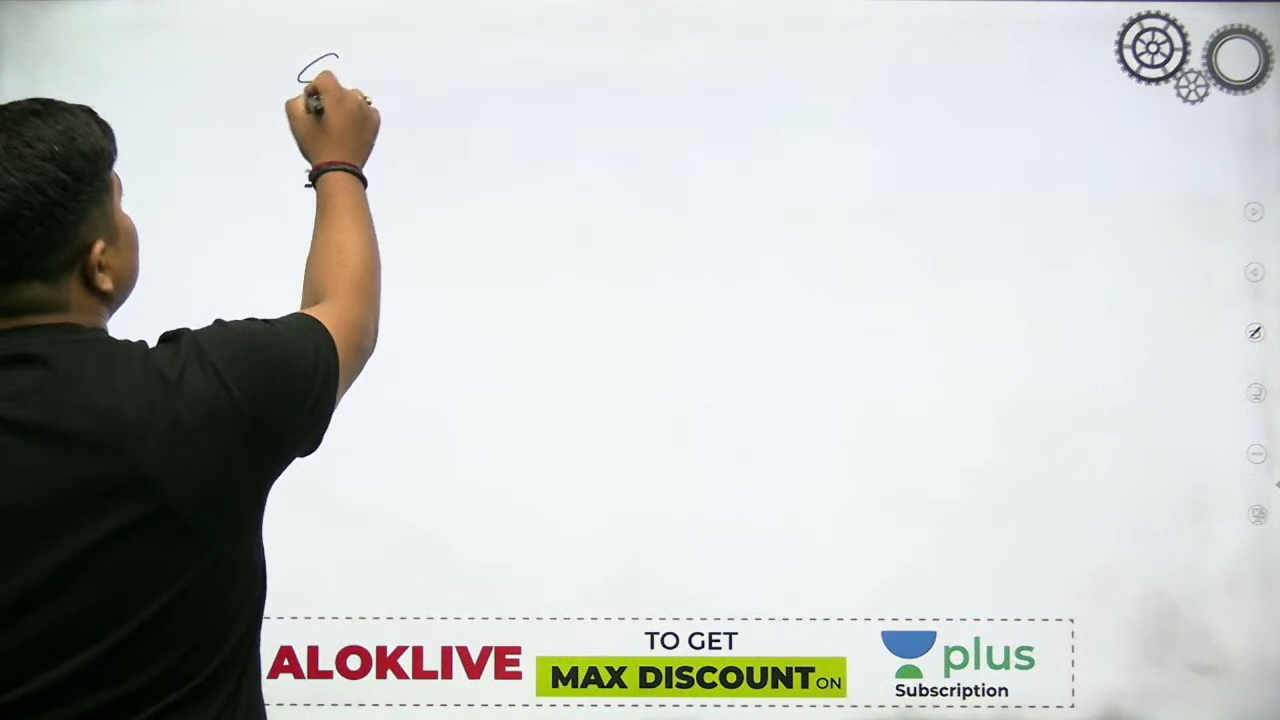 ALOKLIVE
TO GET
MAX DISCOUNT ON
plus
Subscription